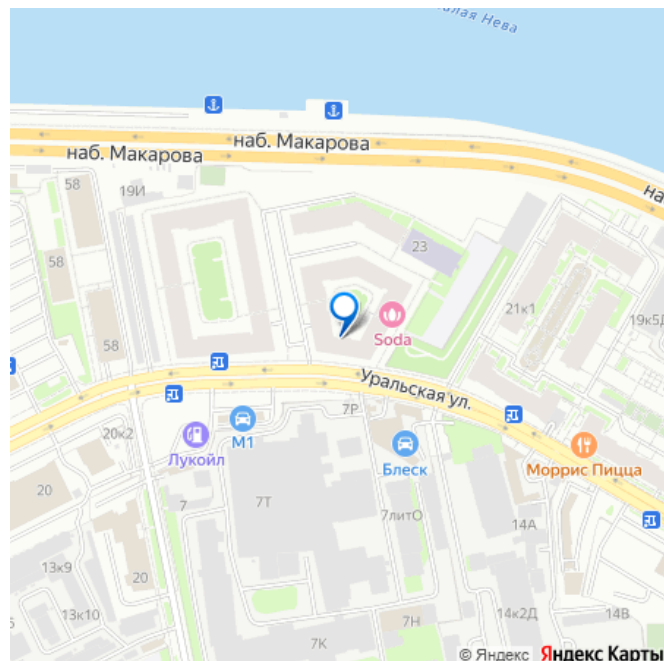 алая Нева
наб. Макарова
наб. Макарова
на
58
19И
58
23
21к1
19к5Д
58
Soda
Уральская ул.
7Р
20к2
Лукойл
М1
Блеск
Моррис Пицца
20
7
7Т
7литО
14А
13к9
20
13к10
5
7Н
14к2Д
14В
7К
© Яндекс Яндекс Карты